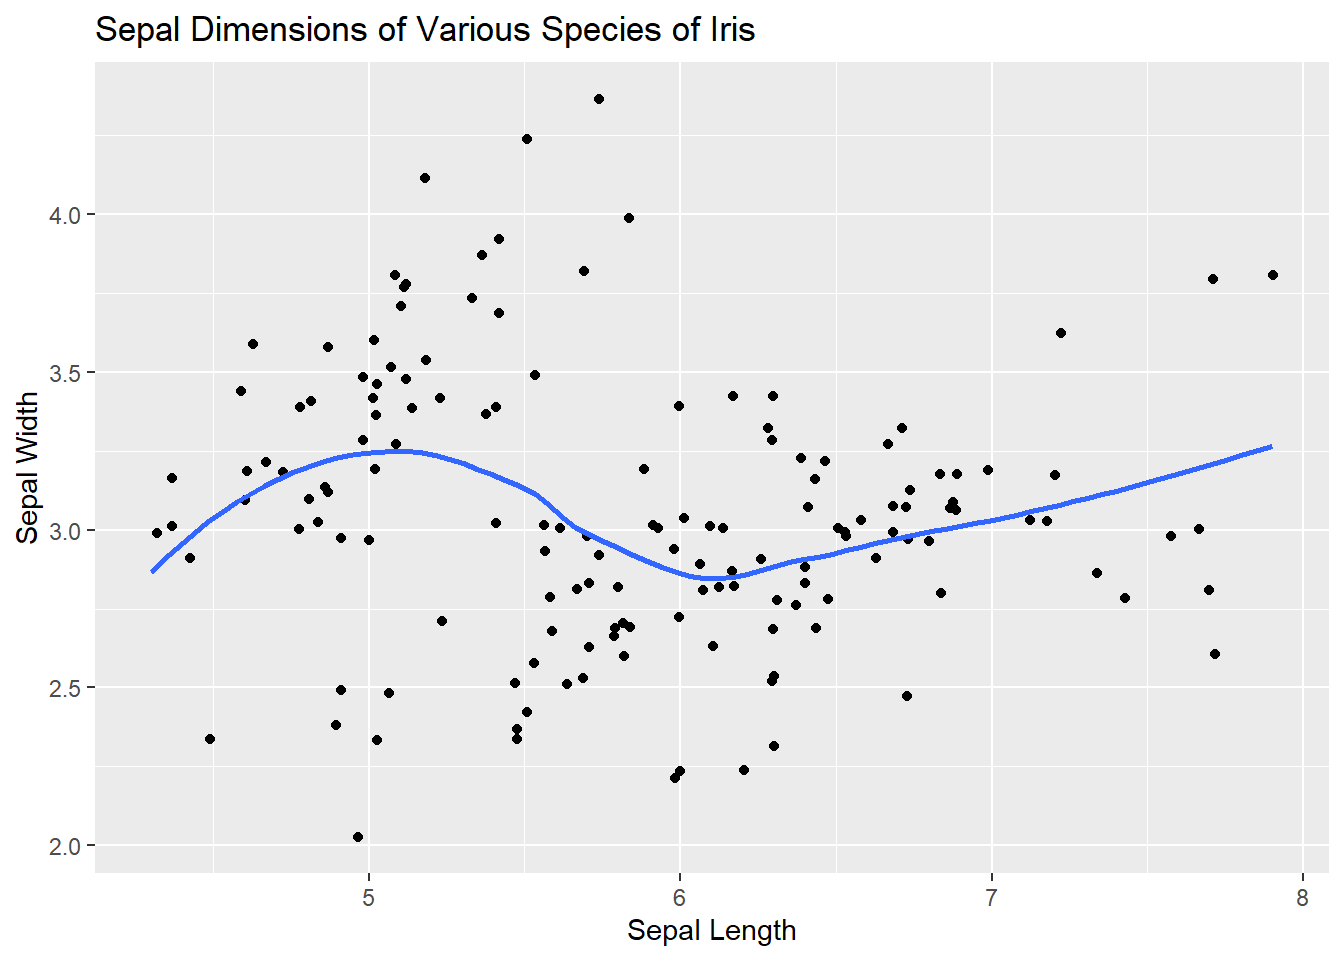 Sepal Dimensions of Various Species of Iris
Sepal Width
4.0
3.5
3.0
2.5
2.0
5 6 7 8
Sepal Length